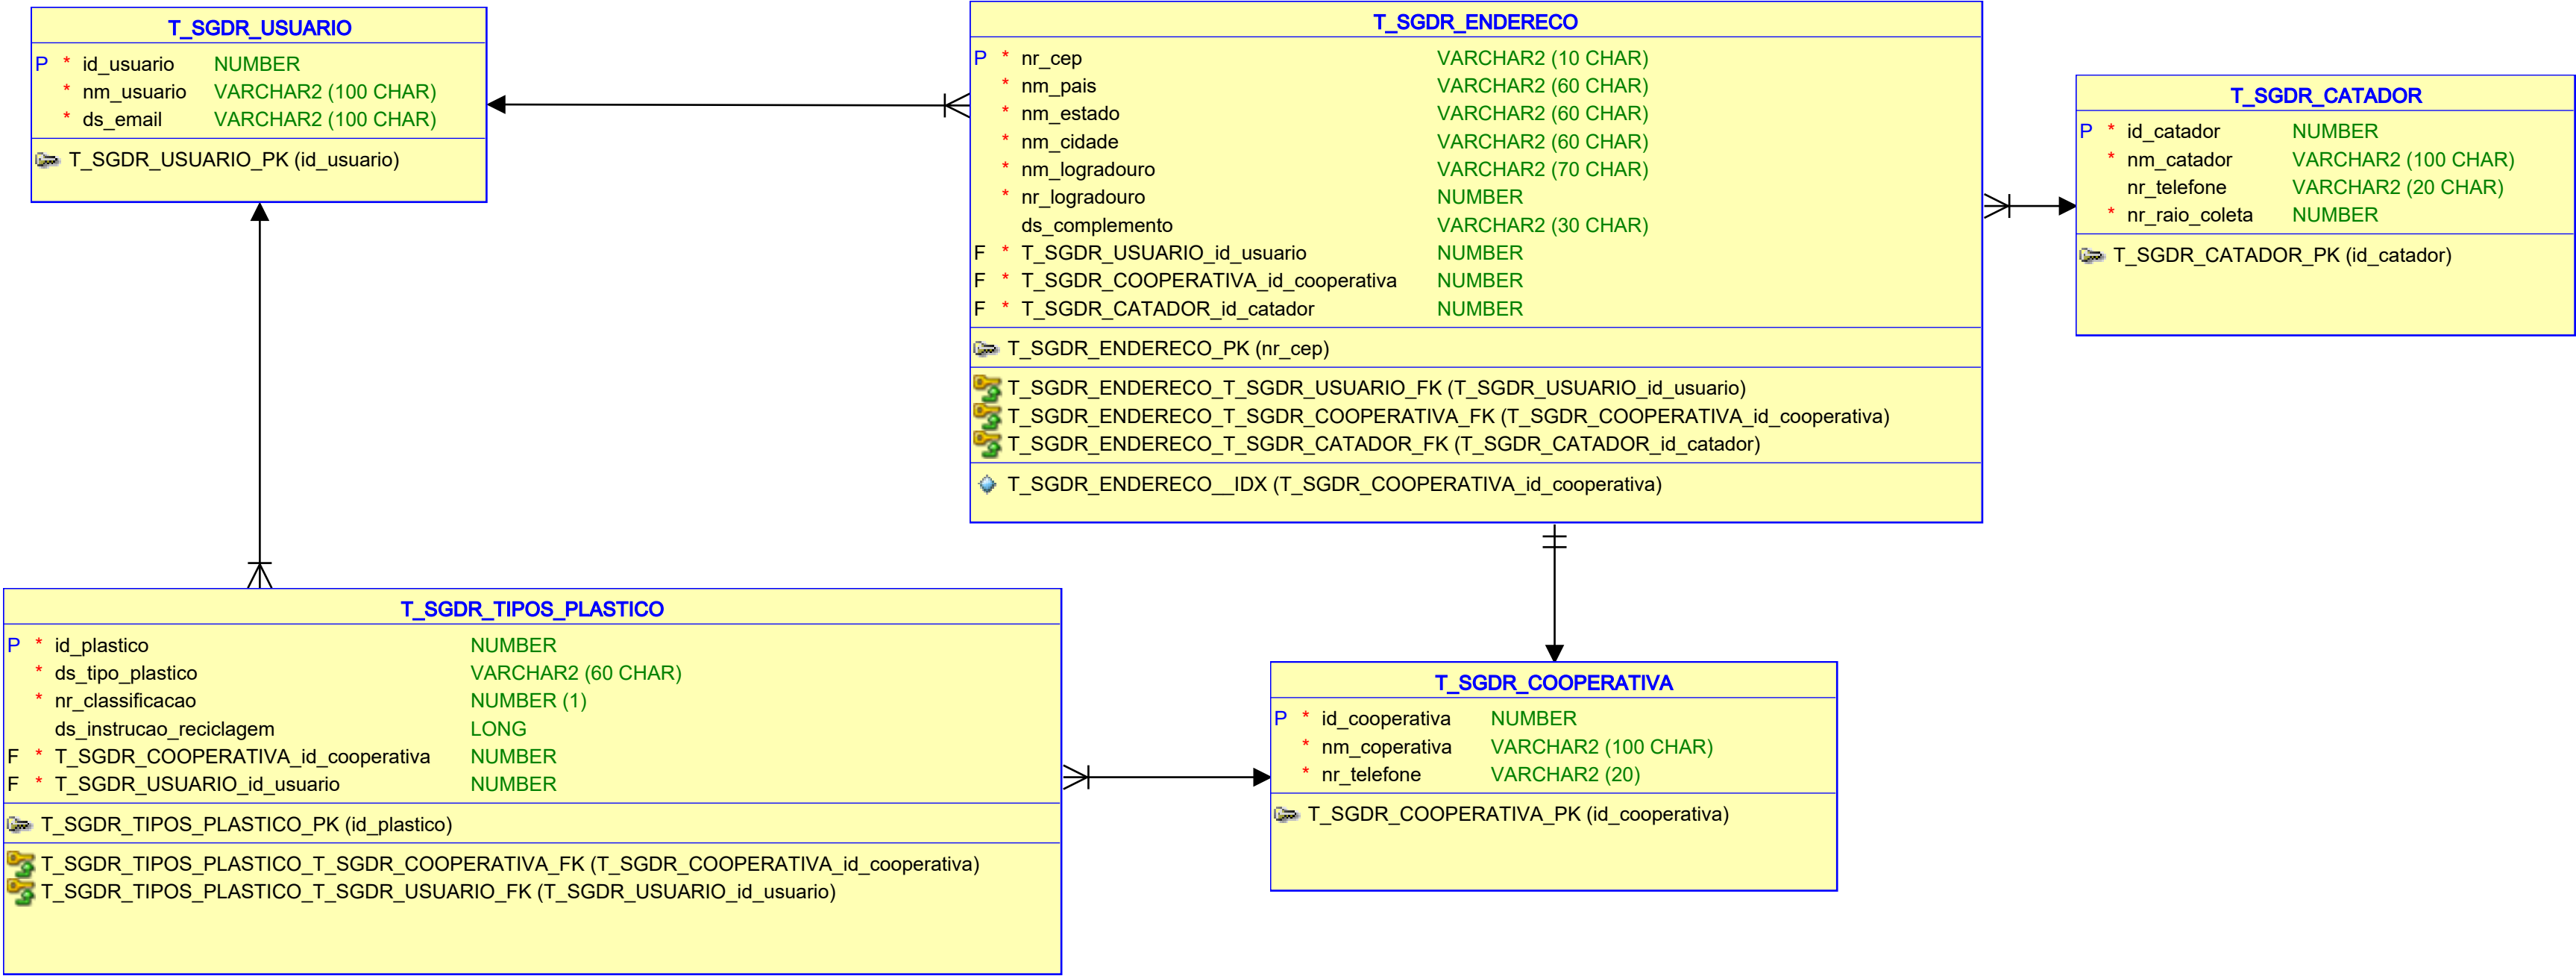 T_SGDR_USUARIO
P * id_usuario NUMBER
* nm_usuario VARCHAR2 (100 CHAR)
* ds_email VARCHAR2 (100 CHAR)
T_SGDR_USUARIO_PK (id_usuario)
T_SGDR_ENDERECO
P * nr_cep VARCHAR2 (10 CHAR)
* nm_pais VARCHAR2 (60 CHAR)
* nm_estado VARCHAR2 (60 CHAR)
* nm_cidade VARCHAR2 (60 CHAR)
* nm_logradouro VARCHAR2 (70 CHAR)
* nr_logradouro NUMBER
ds_complemento VARCHAR2 (30 CHAR)
F * T_SGDR_USUARIO_id_usuario NUMBER
F * T_SGDR_COOPERATIVA_id_cooperativa NUMBER
F * T_SGDR_CATADOR_id_catador NUMBER
T_SGDR_ENDERECO_PK (nr_cep)
T_SGDR_ENDERECO_T_SGDR_USUARIO_FK (T_SGDR_USUARIO_id_usuario)
T_SGDR_ENDERECO_T_SGDR_COOPERATIVA_FK (T_SGDR_COOPERATIVA_id_cooperativa)
T_SGDR_ENDERECO_T_SGDR_CATADOR_FK (T_SGDR_CATADOR_id_catador)
T_SGDR_ENDERECO__IDX (T_SGDR_COOPERATIVA_id_cooperativa)
T_SGDR_CATADOR
P * id_catador NUMBER
* nm_catador VARCHAR2 (100 CHAR)
nr_telefone VARCHAR2 (20 CHAR)
* nr_raio_coleta NUMBER
T_SGDR_CATADOR_PK (id_catador)
T_SGDR_TIPOS_PLASTICO
P * id_plastico NUMBER
* ds_tipo_plastico VARCHAR2 (60 CHAR)
* nr_classificacao NUMBER (1)
ds_instrucao_reciclagem LONG
F * T_SGDR_COOPERATIVA_id_cooperativa NUMBER
F * T_SGDR_USUARIO_id_usuario NUMBER
T_SGDR_TIPOS_PLASTICO_PK (id_plastico)
T_SGDR_TIPOS_PLASTICO_T_SGDR_COOPERATIVA_FK (T_SGDR_COOPERATIVA_id_cooperativa)
T_SGDR_TIPOS_PLASTICO_T_SGDR_USUARIO_FK (T_SGDR_USUARIO_id_usuario)
T_SGDR_COOPERATIVA
P * id_cooperativa NUMBER
* nm_coperativa VARCHAR2 (100 CHAR)
* nr_telefone VARCHAR2 (20)
T_SGDR_COOPERATIVA_PK (id_cooperativa)